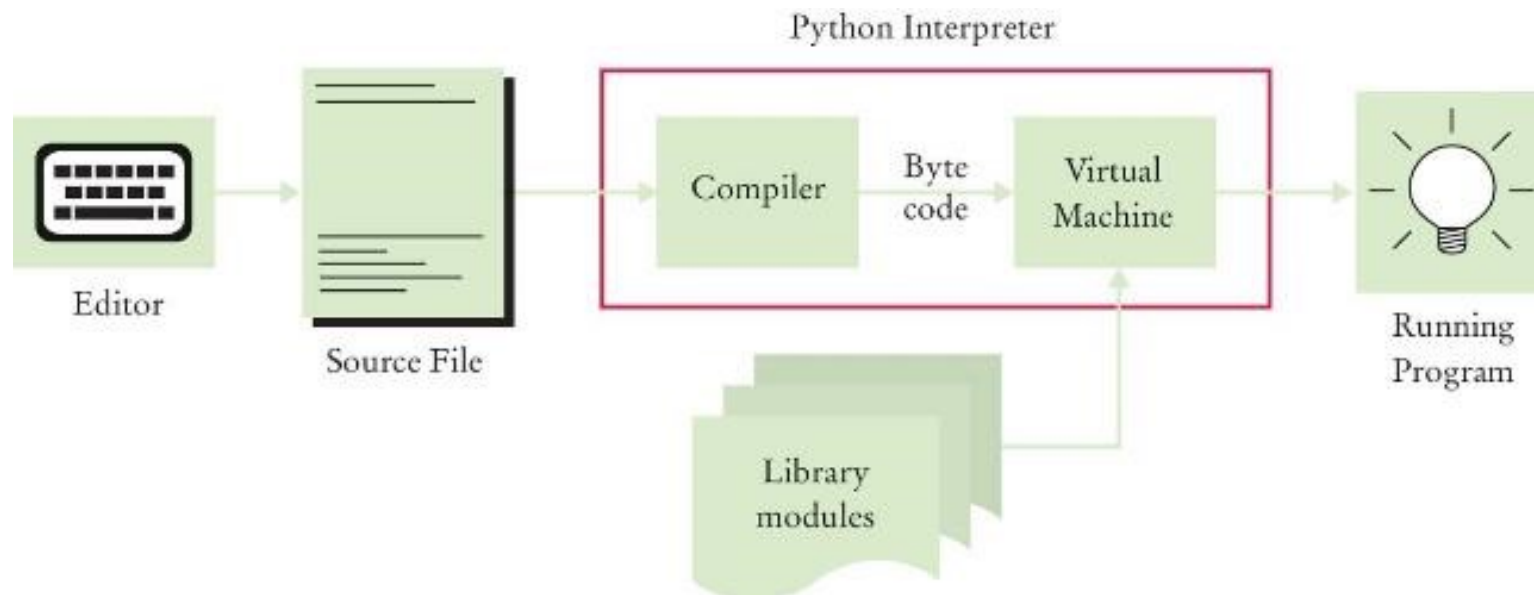 Python Interpreter
Editor
Source File
Compiler
Byte
code
Virtual
Machine
Library
modules
Running
Program